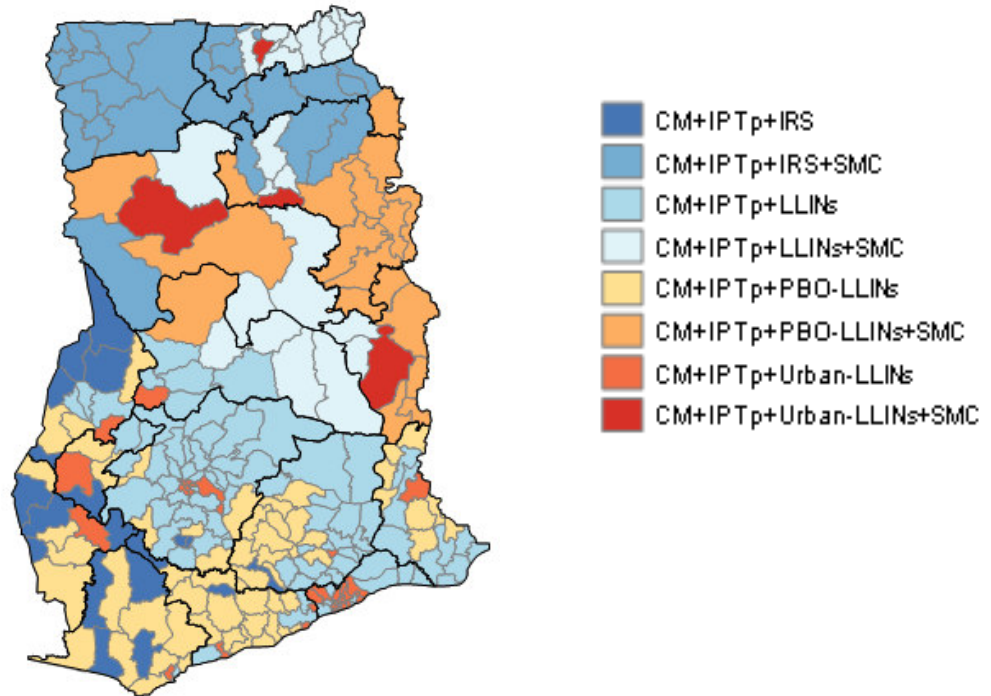 CM+IPTp+IRS
CM+IPTp+IRS+SMC
CM+IPTp+LLINs
CM+IPTp+LLINs+SMC
CM+IPTp+PBO-LLINs
CM+IPTp+PBO-LLINs+SMC
CM+IPTp+Urban-LLINs
CM+IPTp+Urban-LLINs+SMC